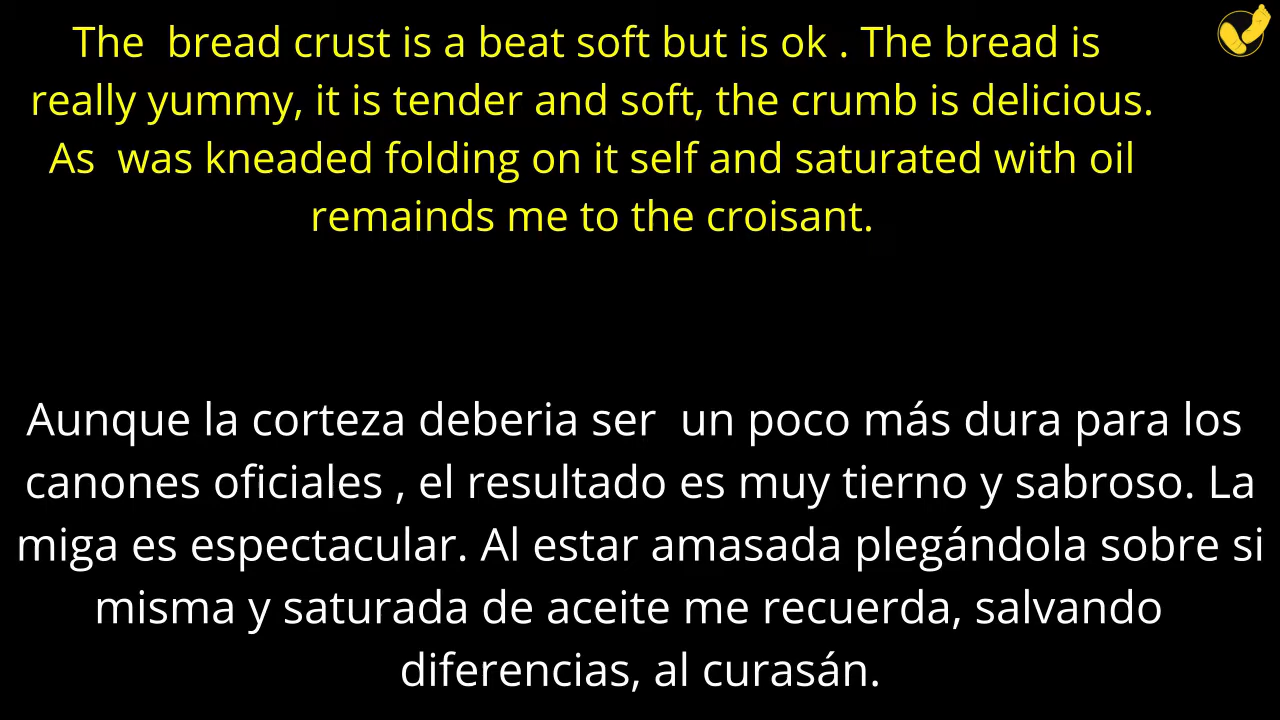 The bread crust is a beat soft but is ok . The bread is
really yummy, it is tender and soft, the crumb is delicious.
As was kneaded folding on it self and saturated with oil
remainds me to the croisant.
Aunque la corteza deberia ser un poco más dura para los
canones oficiales , el resultado es muy tierno y sabroso. La
miga es espectacular. Al estar amasada plegándola sobre si
misma y saturada de aceite me recuerda, salvando
diferencias, al curasán.